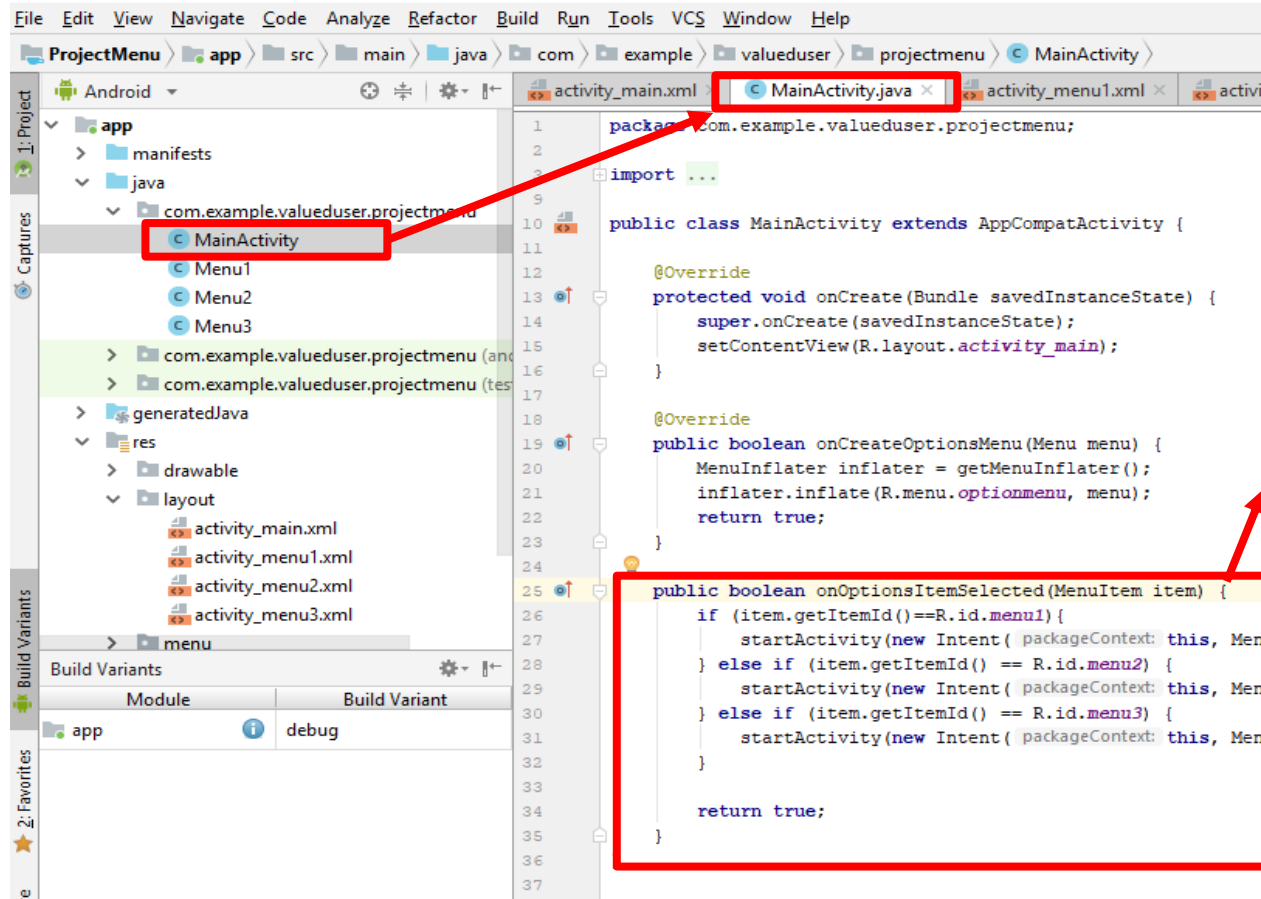 File Edit View Navigate Code Analyze Refactor Build Run Tools VCS Window Help
ProjectMenu app src main java com example valueduser projectmenu MainActivity
1: Project
Captures
Build Variants
2: Favorites
Android
app
manifests
java
com.example.valueduser.projectmenu
MainActivity
Menu1
Menu2
Menu3
com.example.valueduser.projectmenu (and
com.example.valueduser.projectmenu (tes
generatedJava
res
drawable
layout
activity_main.xml
activity_menu1.xml
activity_menu2.xml
activity_menu3.xml
menu
Build Variants
Module Build Variant
app debug
activity_main.xml MainActivity.java activity_menu1.xml activi
1 package com.example.valueduser.projectmenu;
2
3 import ...
9
10 public class MainActivity extends AppCompatActivity {
11
12 @Override
13 protected void onCreate(Bundle savedInstanceState) {
14 super.onCreate(savedInstanceState);
15 setContentView(R.layout.activity_main);
16 }
17
18 @Override
19 public boolean onCreateOptionsMenu(Menu menu) {
20 MenuInflater inflater = getMenuInflater();
21 inflater.inflate(R.menu.optionmenu, menu);
22 return true;
23 }
24
25 public boolean onOptionsItemSelected(MenuItem item) {
26 if (item.getItemId()==R.id.menu1){
27 startActivity(new Intent( packageContext: this, Men
28 } else if (item.getItemId() == R.id.menu2) {
29 startActivity(new Intent( packageContext: this, Men
30 } else if (item.getItemId() == R.id.menu3) {
31 startActivity(new Intent( packageContext: this, Men
32 }
33
34 return true;
35 }
36
37